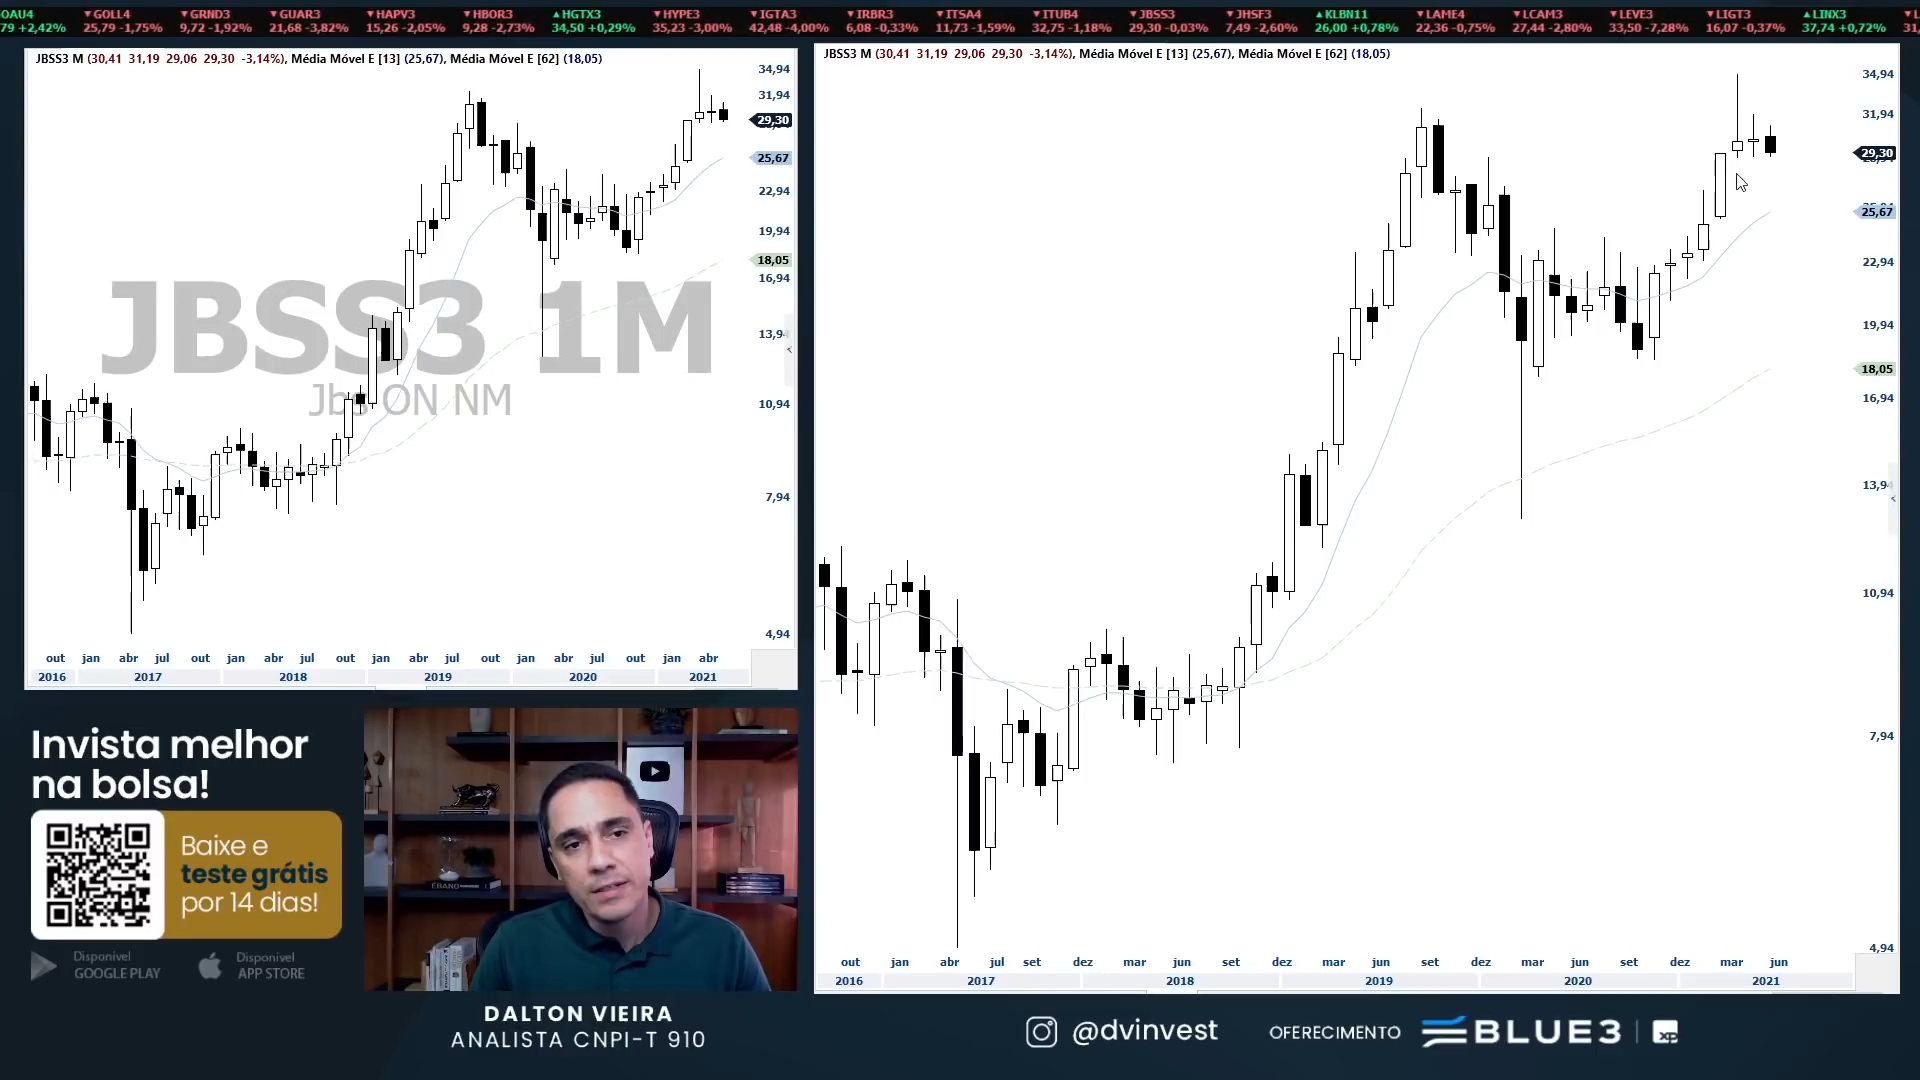 OAU4 ▼GOLL4 ▼GRND3 ▼GUAR3 ▼HAPV3 ▼HBOR3 ▲HGTX3 ▼HYPE3 ▼IGTA3 ▼IRBR3 ▼ITSA4 ▼ITUB4 ▼JBSS3 ▼JHSF3 ▲KLBN11 ▼LAME4 ▼LCAM3 ▼LEVE3 ▼LIGT3 ▲LINX3
79 +2,42% 25,79 -1,75% 9,72 -1,92% 21,68 -3,82% 15,26 -2,05% 9,28 -2,73% 34,50 +0,29% 35,23 -3,00% 42,48 -4,00% 6,08 -0,33% 11,73 -1,59% 32,75 -1,18% 29,30 -0,03% 7,49 -2,60% 26,00 +0,78% 22,36 -0,75% 27,44 -2,80% 33,50 -7,28% 16,07 -0,37% 37,74 +0,72% 31,
JBSS3 M (30,41 31,19 29,06 29,30 -3,14%), Média Móvel E [13] (25,67), Média Móvel E [62] (18,05)
34,94
31,94
29,30
25,67
22,94
19,94
18,05
16,94
13,94
10,94
7,94
4,94
JBSS3 1M
Jbs ON NM
out jan abr jul out jan abr jul out jan abr jul out jan abr jul out jan abr
2016 2017 2018 2019 2020 2021
JBSS3 M (30,41 31,19 29,06 29,30 -3,14%), Média Móvel E [13] (25,67), Média Móvel E [62] (18,05)
34,94
31,94
29,30
25,67
22,94
19,94
18,05
16,94
13,94
10,94
7,94
4,94
out jan abr jul set dez mar jun set dez mar jun set dez mar jun set dez mar jun
2016 2017 2018 2019 2020 2021
Invista melhor
na bolsa!
Baixe e
teste grátis
por 14 dias!
Disponível
GOOGLE PLAY
Disponível
APP STORE
DALTON VIEIRA
ANALISTA CNPI-T 910
@dvinvest
OFERECIMENTO
BLUE3
XP